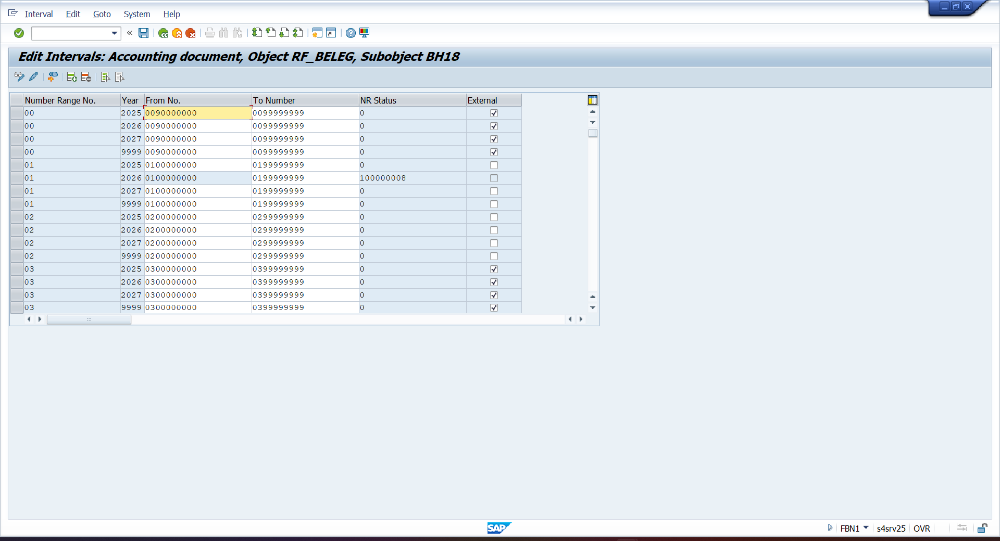 Interval Edit Goto System Help
Edit Intervals: Accounting document, Object RF_BELEG, Subobject BH18
Number Range No. Year From No. To Number NR Status External
00 2025 0090000000 0099999999 0
00 2026 0090000000 0099999999 0
00 2027 0090000000 0099999999 0
00 9999 0090000000 0099999999 0
01 2025 0100000000 0199999999 0
01 2026 0100000000 0199999999 100000008
01 2027 0100000000 0199999999 0
01 9999 0100000000 0199999999 0
02 2025 0200000000 0299999999 0
02 2026 0200000000 0299999999 0
02 2027 0200000000 0299999999 0
02 9999 0200000000 0299999999 0
03 2025 0300000000 0399999999 0
03 2026 0300000000 0399999999 0
03 2027 0300000000 0399999999 0
03 9999 0300000000 0399999999 0
SAP FBN1 s4srv25 OVR